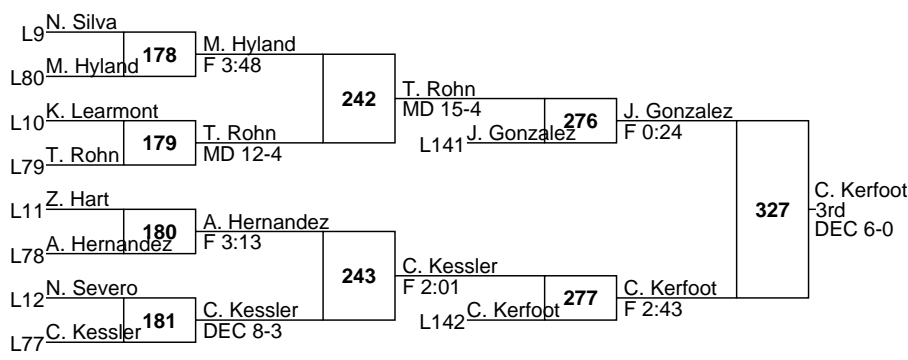 N. Silva
L9
178
M. Hyland
F 3:48
L80
M. Hyland
242
T. Rohn
MD 15-4
K. Learmont
L10
179
T. Rohn
MD 12-4
L79
T. Rohn
276
J. Gonzalez
F 0:24
L141
J. Gonzalez
327
C. Kerfoot
3rd
DEC 6-0
Z. Hart
L11
180
A. Hernandez
F 3:13
L78
A. Hernandez
243
C. Kessler
F 2:01
N. Severo
L12
181
C. Kessler
DEC 8-3
L77
C. Kessler
277
C. Kerfoot
F 2:43
L142
C. Kerfoot